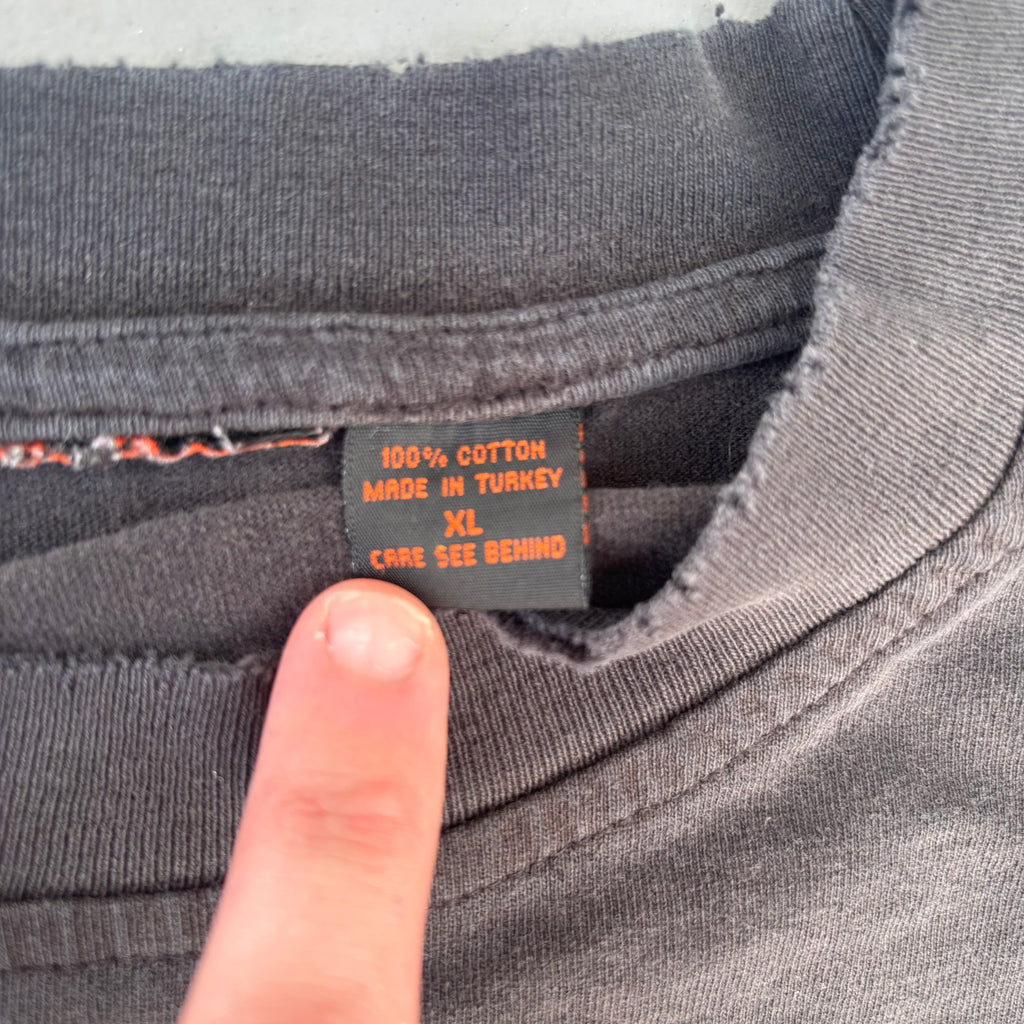 100% COTTON
MADE IN TURKEY
XL
CARE SEE BEHIND